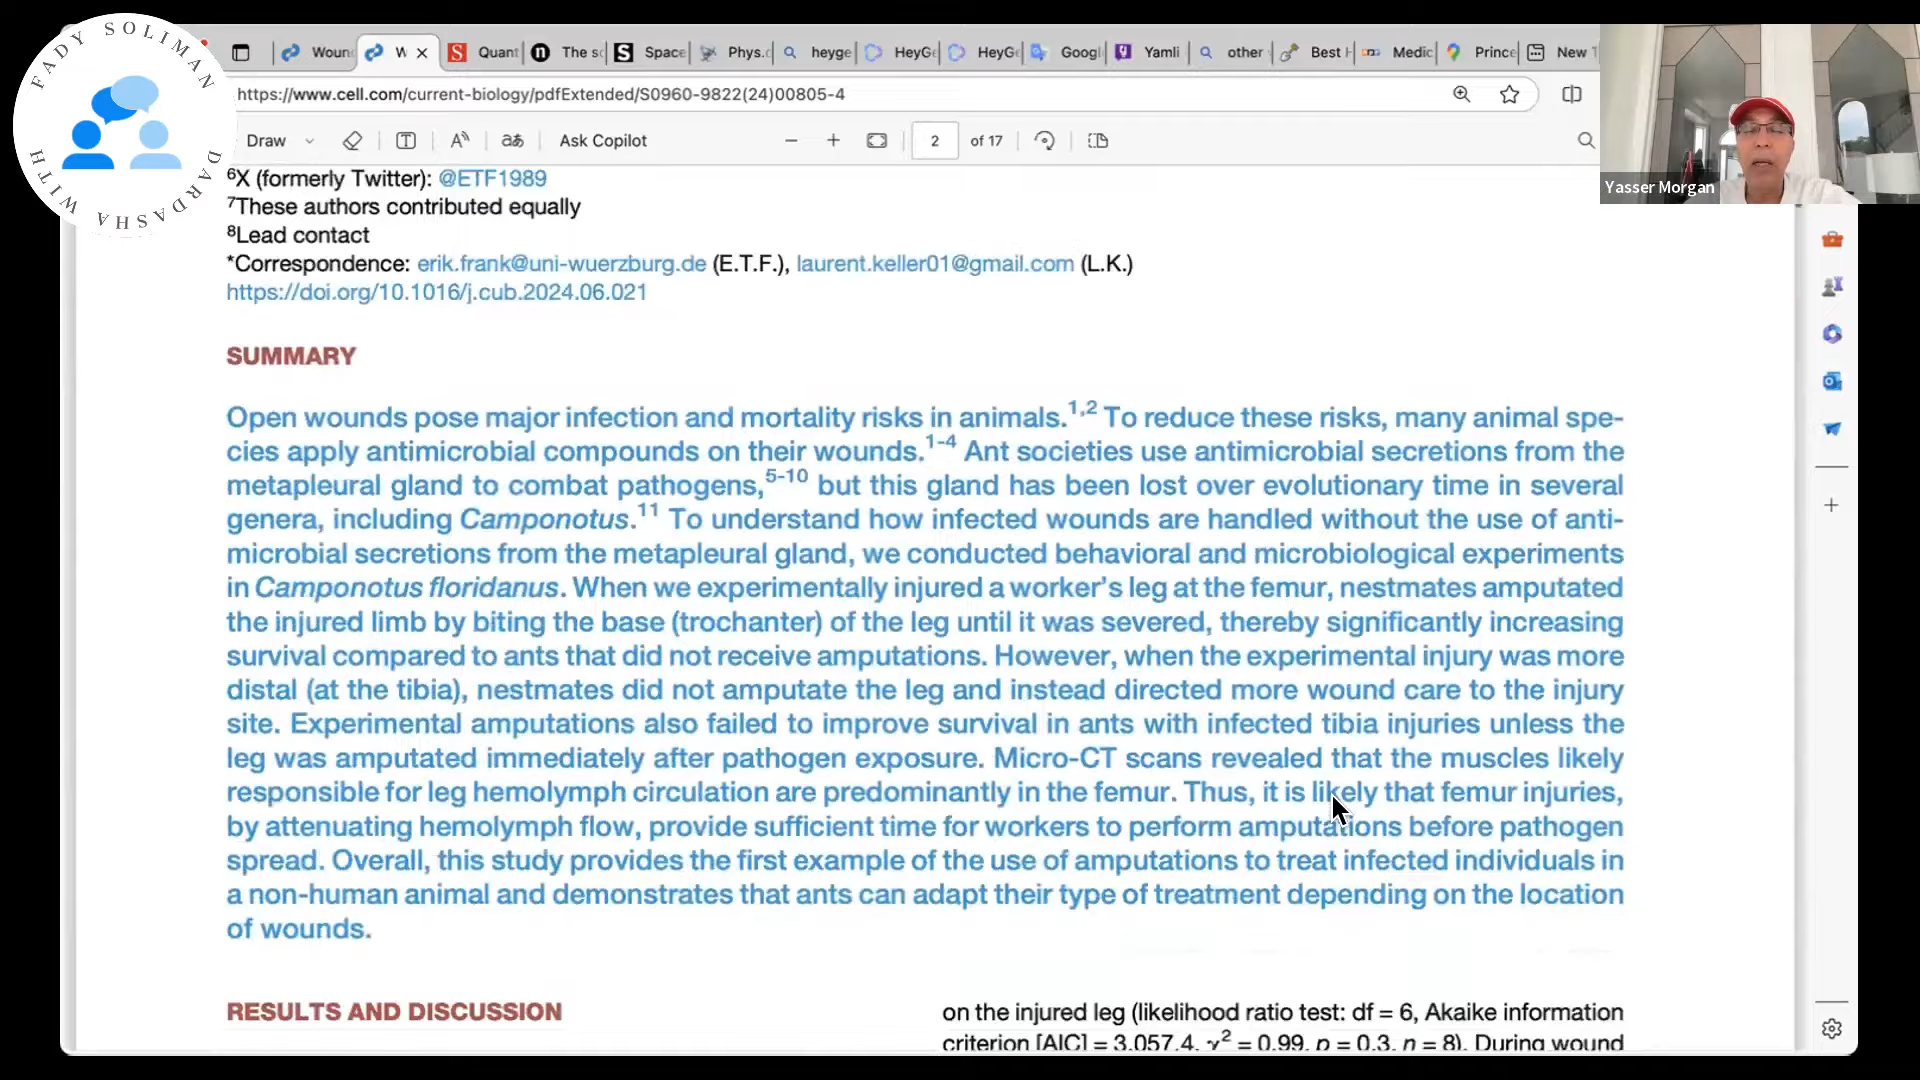 FADY SOLIMAN
DARDASHA WITH
Woun
W
Quant
The sc
Space
Phys.c
heyge
HeyGe
HeyGe
Googl
Yamli
other
Best H
Medic
Prince
New T
https://www.cell.com/current-biology/pdfExtended/S0960-9822(24)00805-4
Draw
Ask Copilot
2 of 17
Yasser Morgan
⁶X (formerly Twitter): @ETF1989
⁷These authors contributed equally
⁸Lead contact
*Correspondence: erik.frank@uni-wuerzburg.de (E.T.F.), laurent.keller01@gmail.com (L.K.)
https://doi.org/10.1016/j.cub.2024.06.021
SUMMARY
Open wounds pose major infection and mortality risks in animals.¹,² To reduce these risks, many animal spe-
cies apply antimicrobial compounds on their wounds.¹⁻⁴ Ant societies use antimicrobial secretions from the
metapleural gland to combat pathogens,⁵⁻¹⁰ but this gland has been lost over evolutionary time in several
genera, including Camponotus.¹¹ To understand how infected wounds are handled without the use of anti-
microbial secretions from the metapleural gland, we conducted behavioral and microbiological experiments
in Camponotus floridanus. When we experimentally injured a worker's leg at the femur, nestmates amputated
the injured limb by biting the base (trochanter) of the leg until it was severed, thereby significantly increasing
survival compared to ants that did not receive amputations. However, when the experimental injury was more
distal (at the tibia), nestmates did not amputate the leg and instead directed more wound care to the injury
site. Experimental amputations also failed to improve survival in ants with infected tibia injuries unless the
leg was amputated immediately after pathogen exposure. Micro-CT scans revealed that the muscles likely
responsible for leg hemolymph circulation are predominantly in the femur. Thus, it is likely that femur injuries,
by attenuating hemolymph flow, provide sufficient time for workers to perform amputations before pathogen
spread. Overall, this study provides the first example of the use of amputations to treat infected individuals in
a non-human animal and demonstrates that ants can adapt their type of treatment depending on the location
of wounds.
RESULTS AND DISCUSSION
on the injured leg (likelihood ratio test: df = 6, Akaike information
criterion [AIC] = 3,057.4, χ² = 0.99, p = 0.3, n = 8). During wound